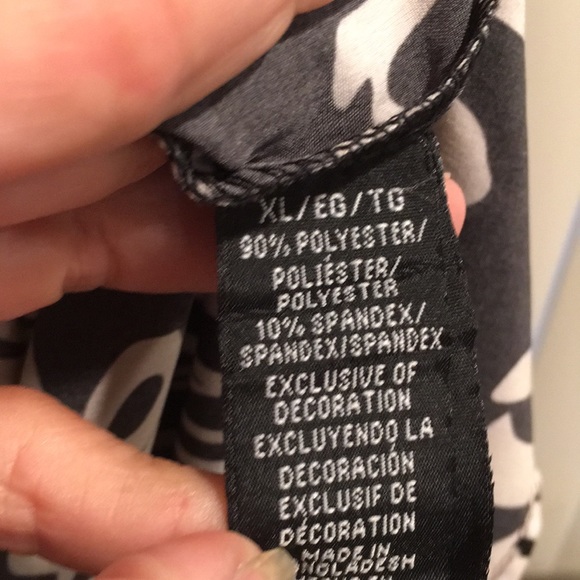 XL/EG/TG
90% POLYESTER/
POLIÉSTER/
POLYESTER
10% SPANDEX/
SPANDEX/SPANDEX
EXCLUSIVE OF
DECORATION
EXCLUYENDO LA
DECORACIÓN
EXCLUSIF DE
DÉCORATION
MADE IN
BANGLADESH